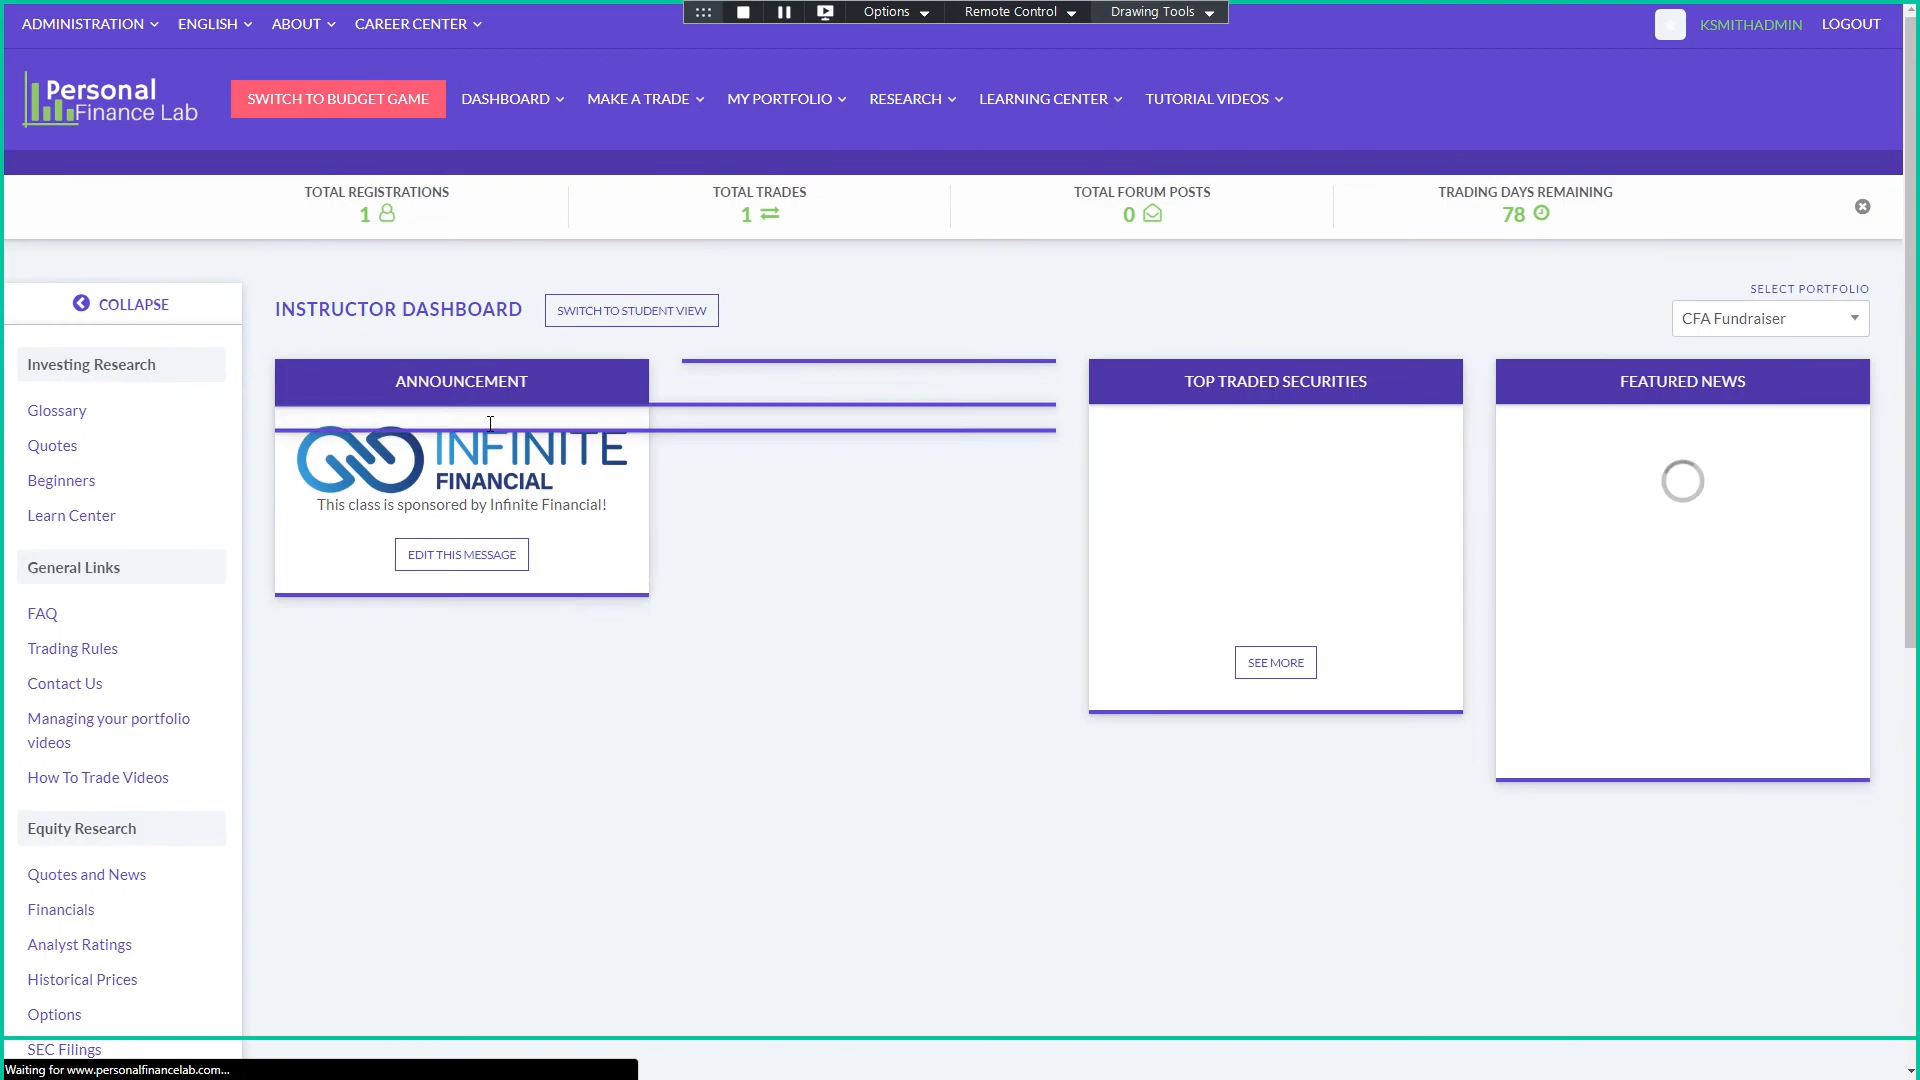 ADMINISTRATION
ENGLISH
ABOUT
CAREER CENTER
Options
Remote Control
Drawing Tools
KSMITHADMIN
LOGOUT
Personal
Finance Lab
SWITCH TO BUDGET GAME
DASHBOARD
MAKE A TRADE
MY PORTFOLIO
RESEARCH
LEARNING CENTER
TUTORIAL VIDEOS
TOTAL REGISTRATIONS
1
TOTAL TRADES
1
TOTAL FORUM POSTS
0
TRADING DAYS REMAINING
78
COLLAPSE
Investing Research
Glossary
Quotes
Beginners
Learn Center
General Links
FAQ
Trading Rules
Contact Us
Managing your portfolio
videos
How To Trade Videos
Equity Research
Quotes and News
Financials
Analyst Ratings
Historical Prices
Options
SEC Filings
INSTRUCTOR DASHBOARD
SWITCH TO STUDENT VIEW
SELECT PORTFOLIO
CFA Fundraiser
ANNOUNCEMENT
INFINITE
FINANCIAL
This class is sponsored by Infinite Financial!
EDIT THIS MESSAGE
TOP TRADED SECURITIES
SEE MORE
FEATURED NEWS
Waiting for www.personalfinancelab.com...